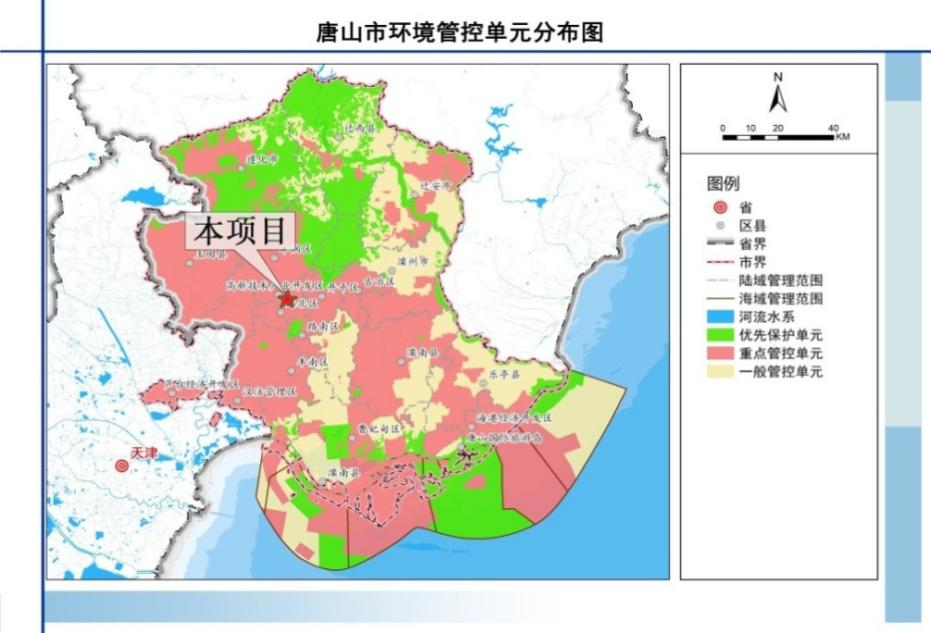 唐山市环境管控单元分布图
N
0 10 20 40
KM
图例
省
区县
省界
市界
陆域管理范围
海域管理范围
河流水系
优先保护单元
重点管控单元
一般管控单元
迁西县
遵化市
迁安市
本项目
玉田县
滦州市
高新技术产业开发区
开平区
古冶区
路南区
丰南区
滦南县
乐亭县
芦台经济开发区
汉沽管理区
海港经济开发区
曹妃甸区
唐山国际旅游岛
天津
滦南县